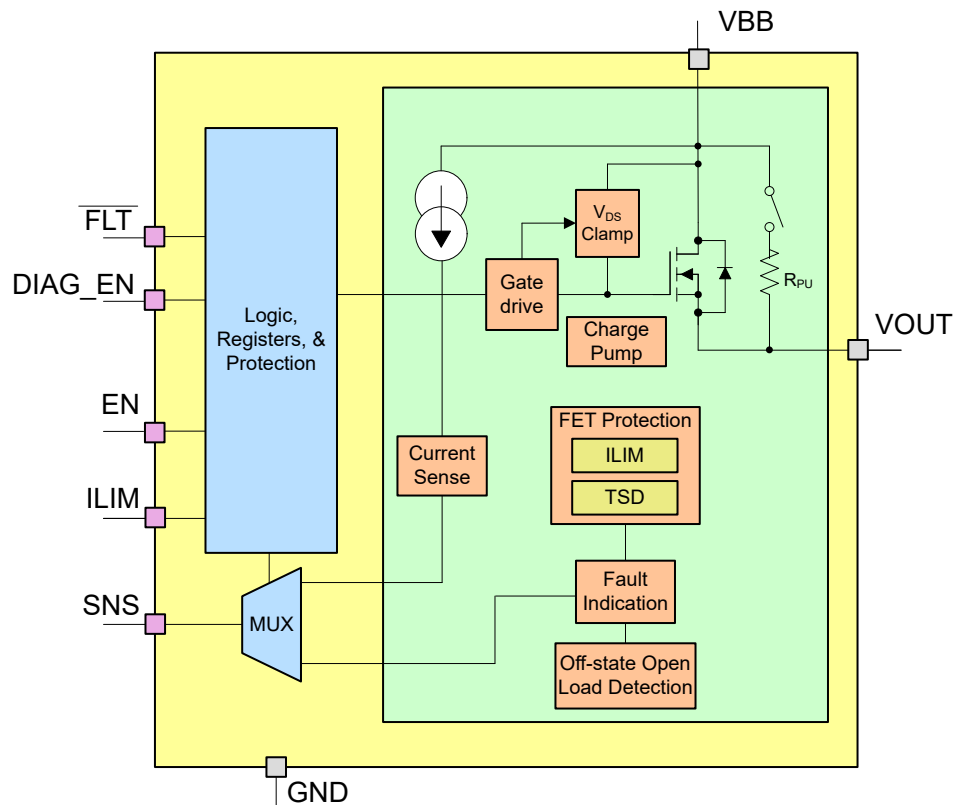 VBB
FLT
DIAG_EN
EN
ILIM
SNS
GND
VOUT
Logic,
Registers, &
Protection
MUX
VDS
Clamp
Gate
drive
Charge
Pump
RPU
Current
Sense
FET Protection
ILIM
TSD
Fault
Indication
Off-state Open
Load Detection